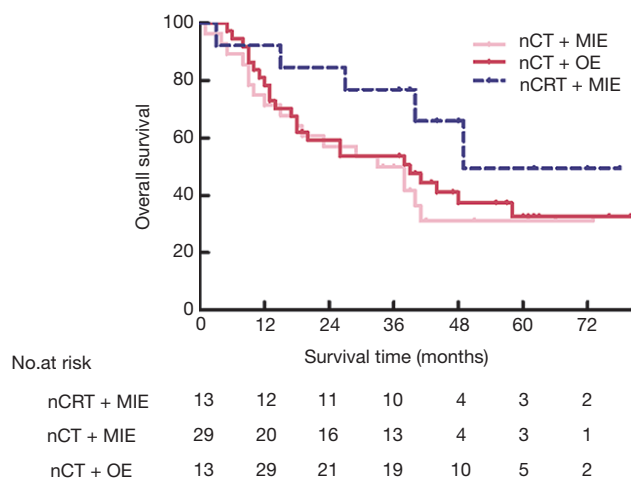 100
80
60
40
20
0
Overall survival
nCT + MIE
nCT + OE
nCRT + MIE
0 12 24 36 48 60 72
Survival time (months)
No.at risk
nCRT + MIE 13 12 11 10 4 3 2
nCT + MIE 29 20 16 13 4 3 1
nCT + OE 13 29 21 19 10 5 2